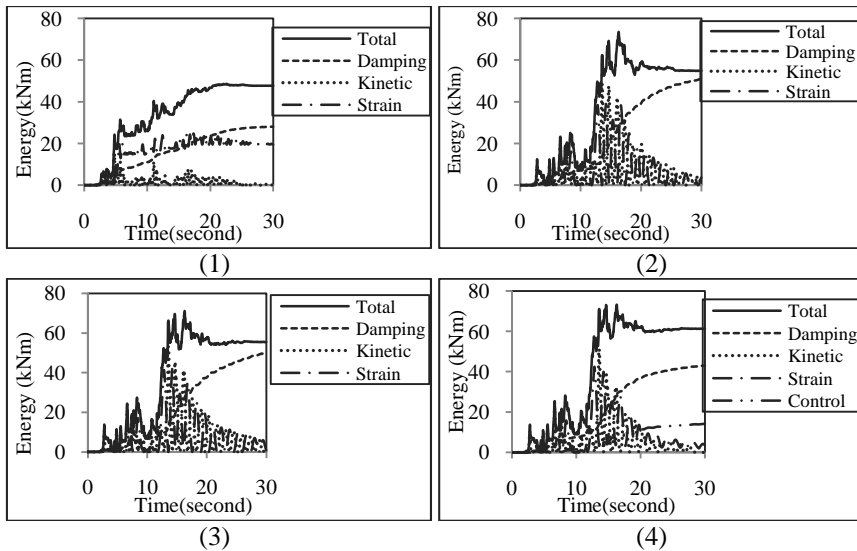 80
60
40
20
0
Energy(kNm)
0 10 20 30
Time(second)
Total
Damping
Kinetic
Strain
(1)
80
60
40
20
0
Energy (kNm)
0 10 20 30
Time(second)
Total
Damping
Kinetic
Strain
(2)
80
60
40
20
0
Energy (kNm)
0 10 20 30
Time(second)
Total
Damping
Kinetic
Strain
(3)
80
60
40
20
0
Energy (kNm)
0 10 20 30
Time(second)
Total
Damping
Kinetic
Strain
Control
(4)